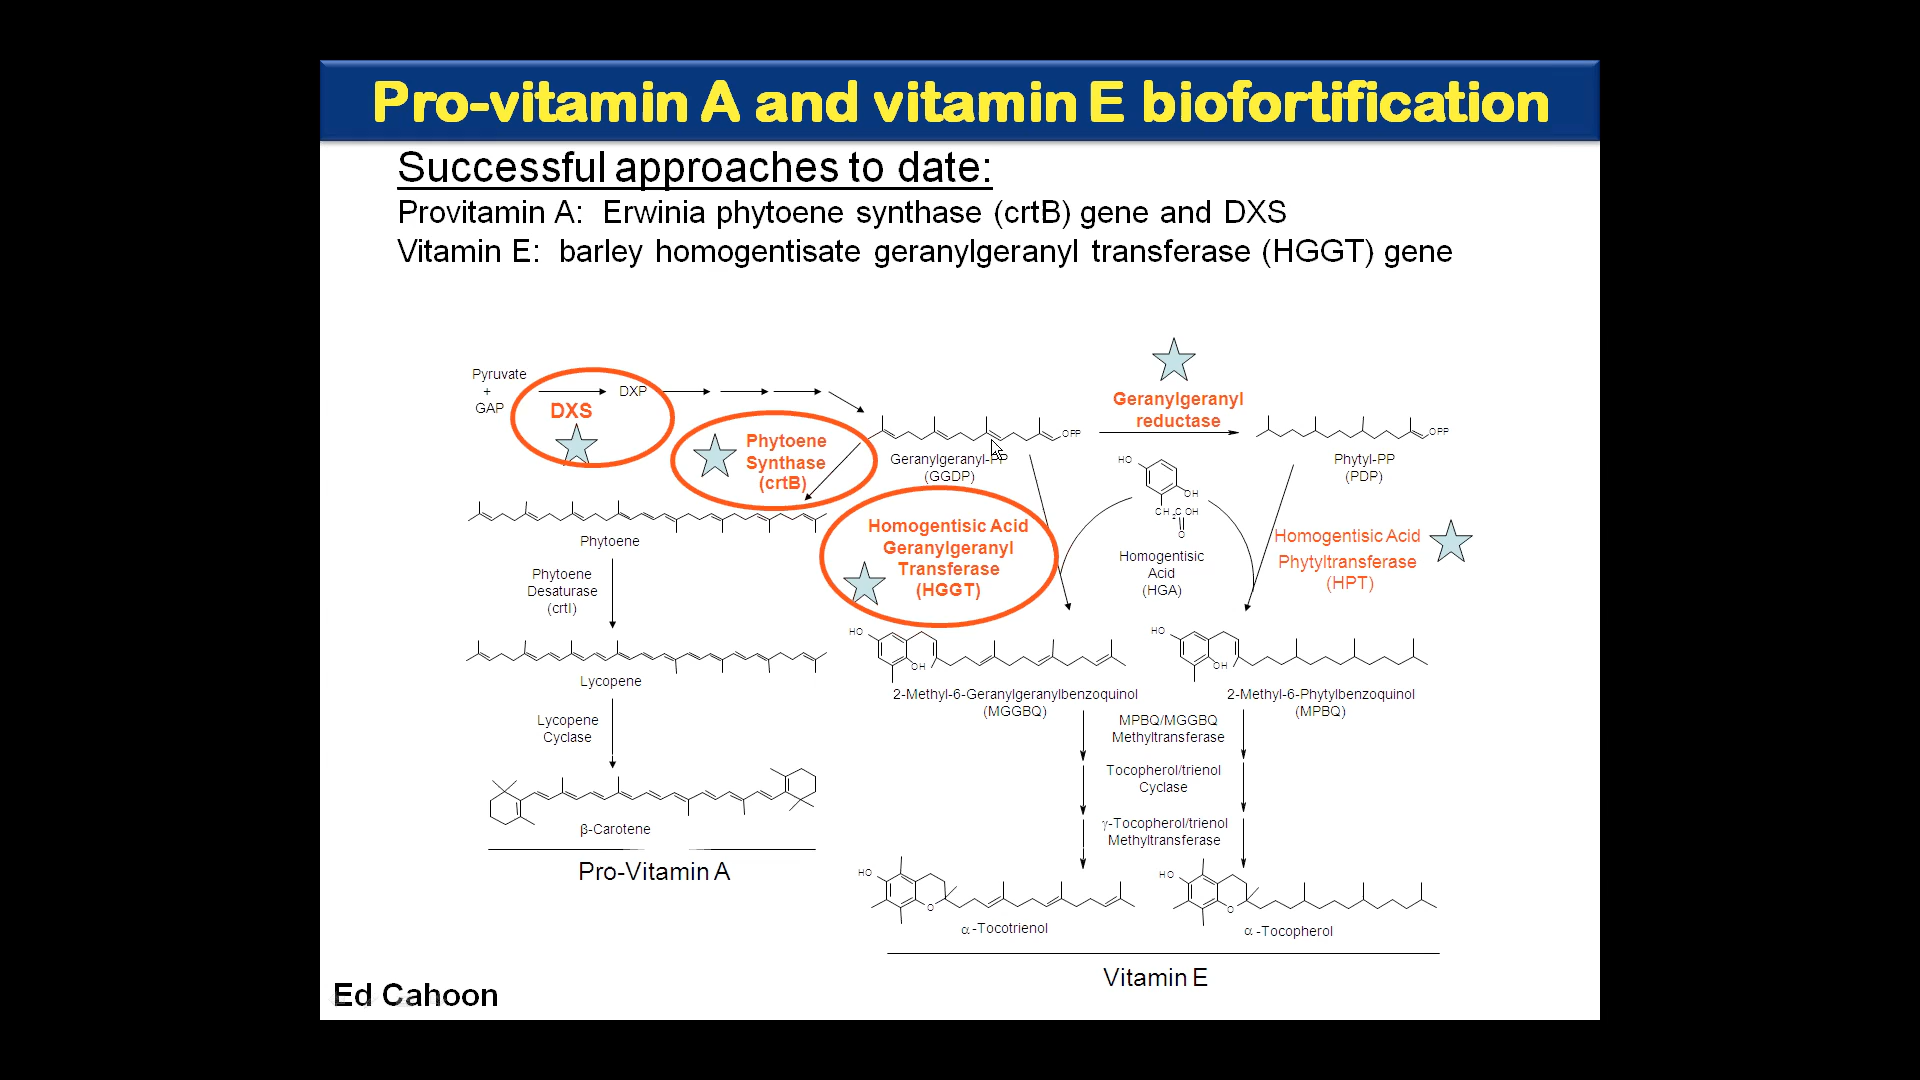 Pro-vitamin A and vitamin E biofortification
Successful approaches to date:
Provitamin A: Erwinia phytoene synthase (crtB) gene and DXS
Vitamin E: barley homogentisate geranylgeranyl transferase (HGGT) gene
Pyruvate
+
GAP
DXS
DXP
Phytoene
Synthase
(crtB)
OPP
Geranylgeranyl-PP
(GGDP)
Geranylgeranyl
reductase
OPP
Phytyl-PP
(PDP)
HO
OH
CH2C OH
O
Homogentisic
Acid
(HGA)
Homogentisic Acid
Geranylgeranyl
Transferase
(HGGT)
Homogentisic Acid
Phytyltransferase
(HPT)
Phytoene
Phytoene
Desaturase
(crtI)
Lycopene
Lycopene
Cyclase
β-Carotene
Pro-Vitamin A
HO
OH
2-Methyl-6-Geranylgeranylbenzoquinol
(MGGBQ)
HO
OH
2-Methyl-6-Phytylbenzoquinol
(MPBQ)
MPBQ/MGGBQ
Methyltransferase
Tocopherol/trienol
Cyclase
γ-Tocopherol/trienol
Methyltransferase
HO
O
α-Tocotrienol
HO
O
α-Tocopherol
Vitamin E
Ed Cahoon